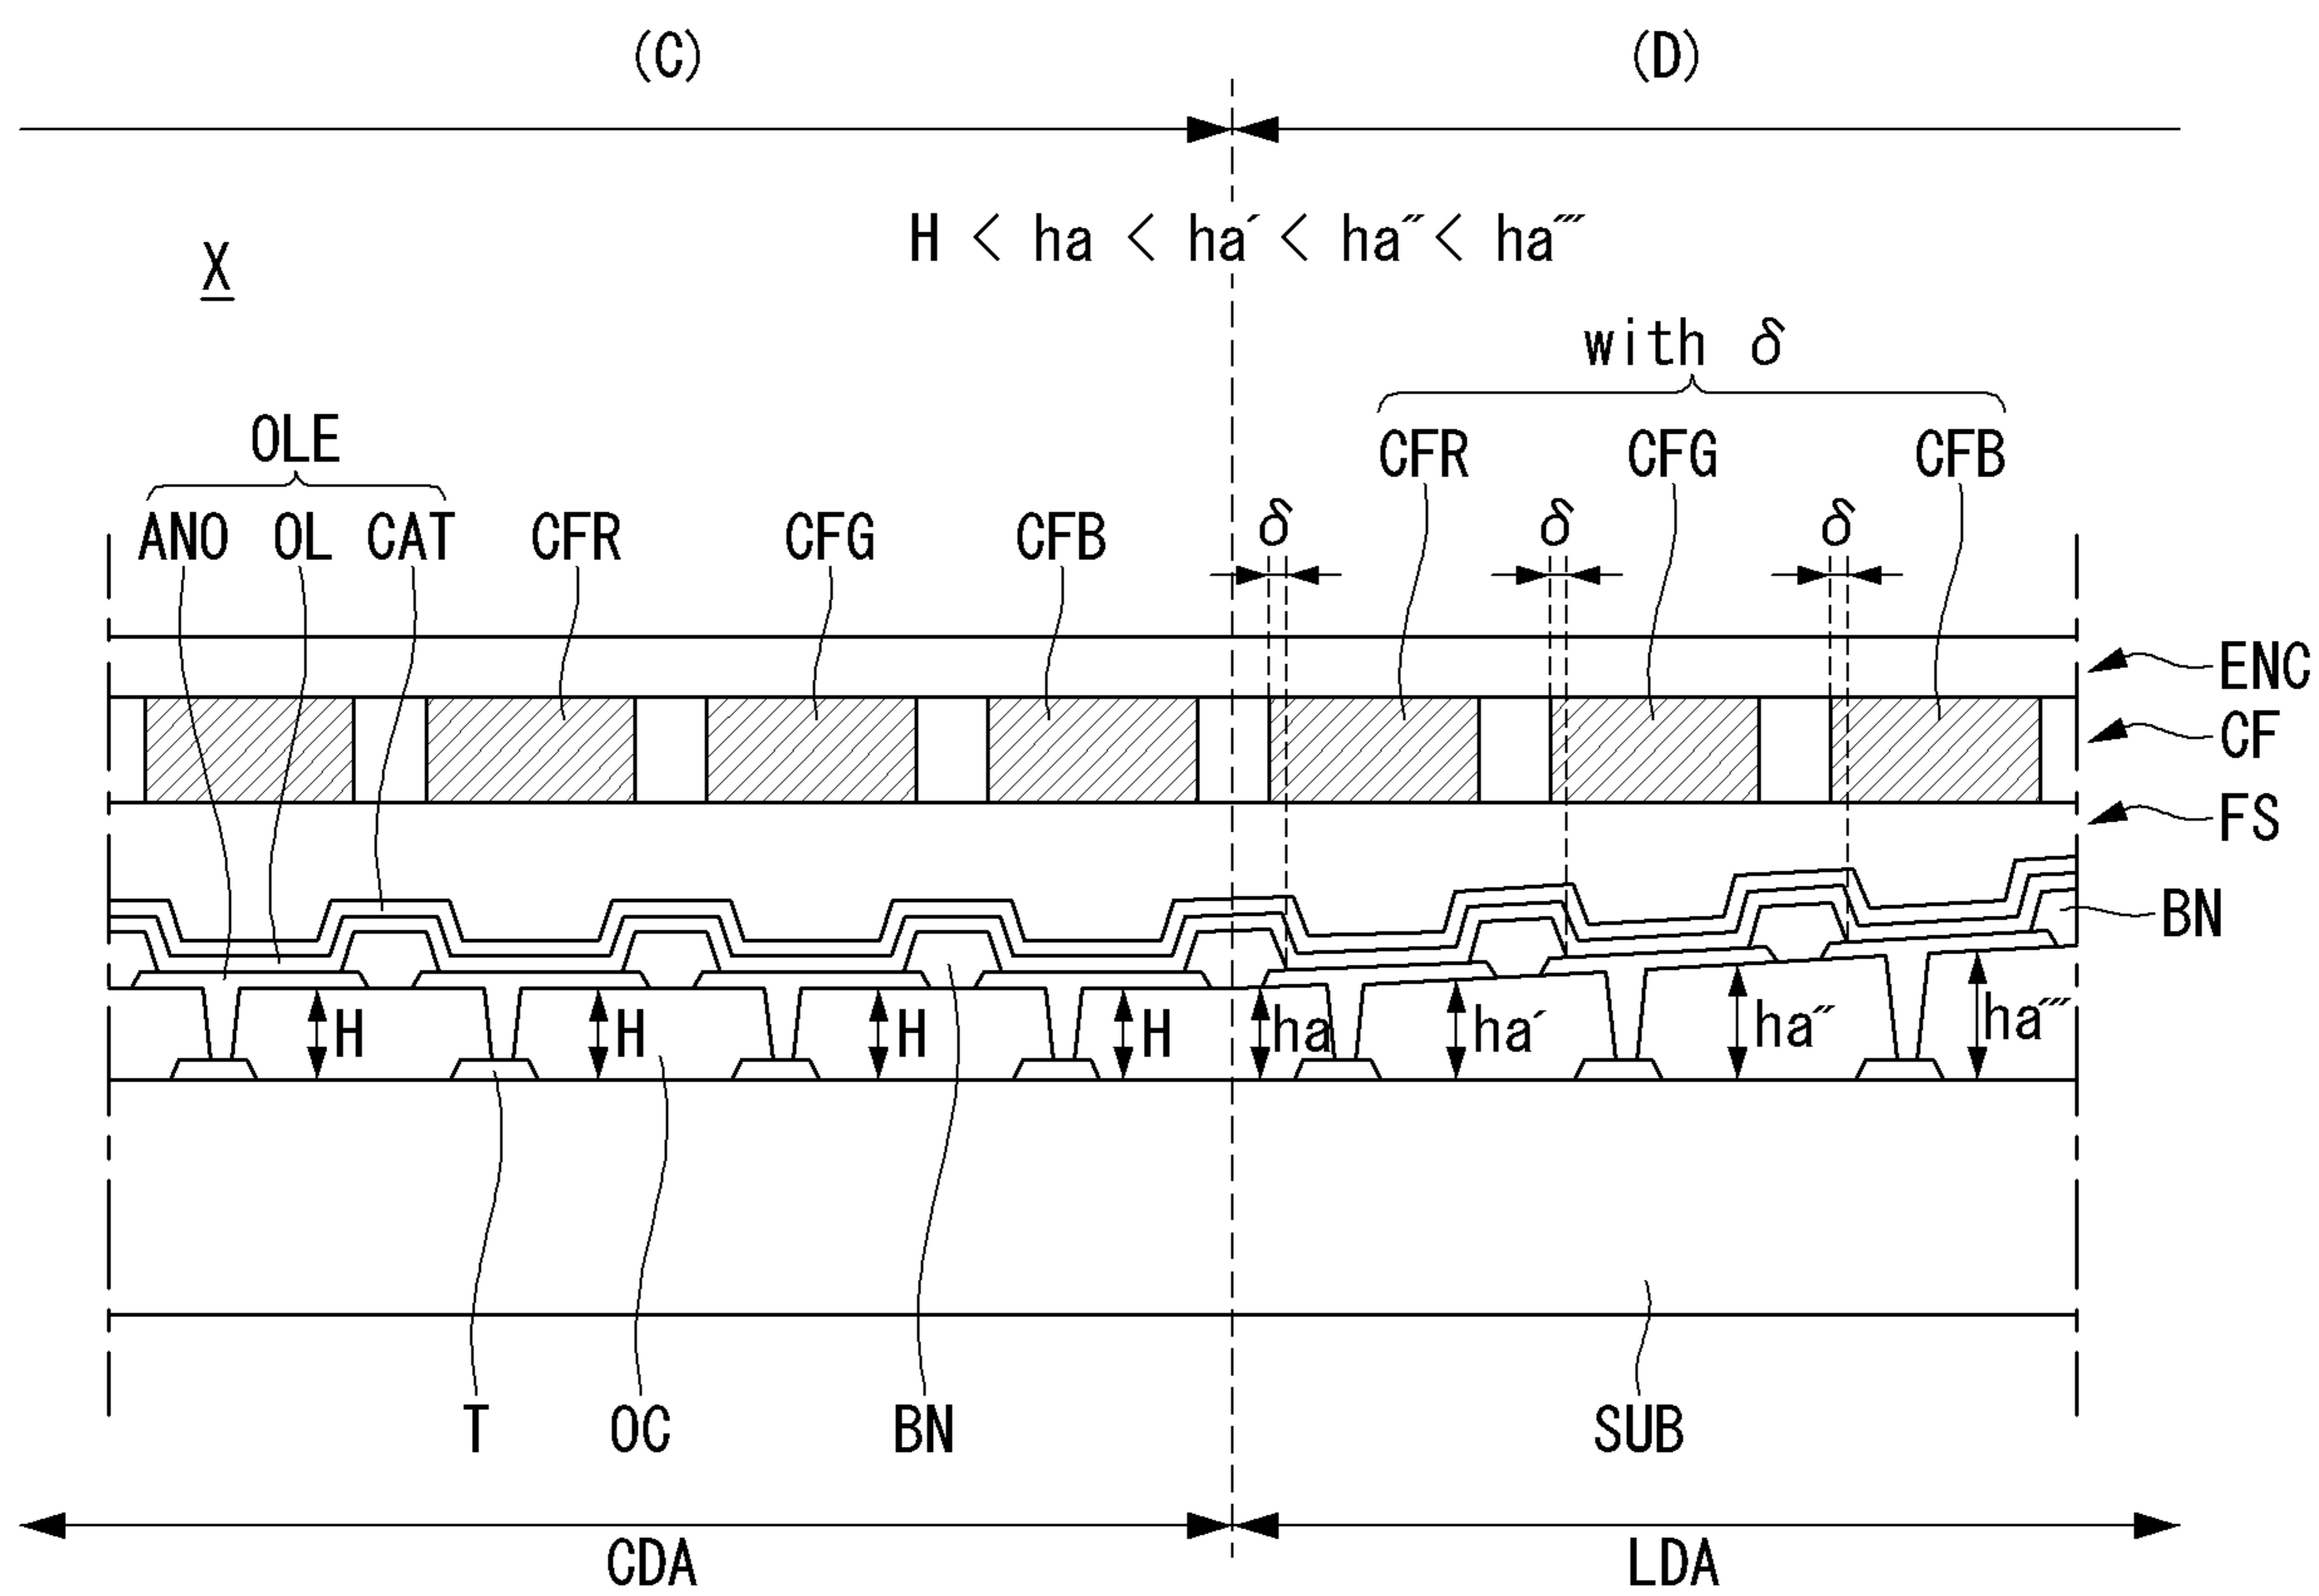 (C) (D)
H < ha < ha´ < ha˝ < ha‴
X
with δ
OLE CFR CFG CFB
ANO OL CAT CFR CFG CFB δ δ δ
ENC
CF
FS
BN
H H H H ha ha´ ha˝ ha‴
T OC BN SUB
CDA LDA